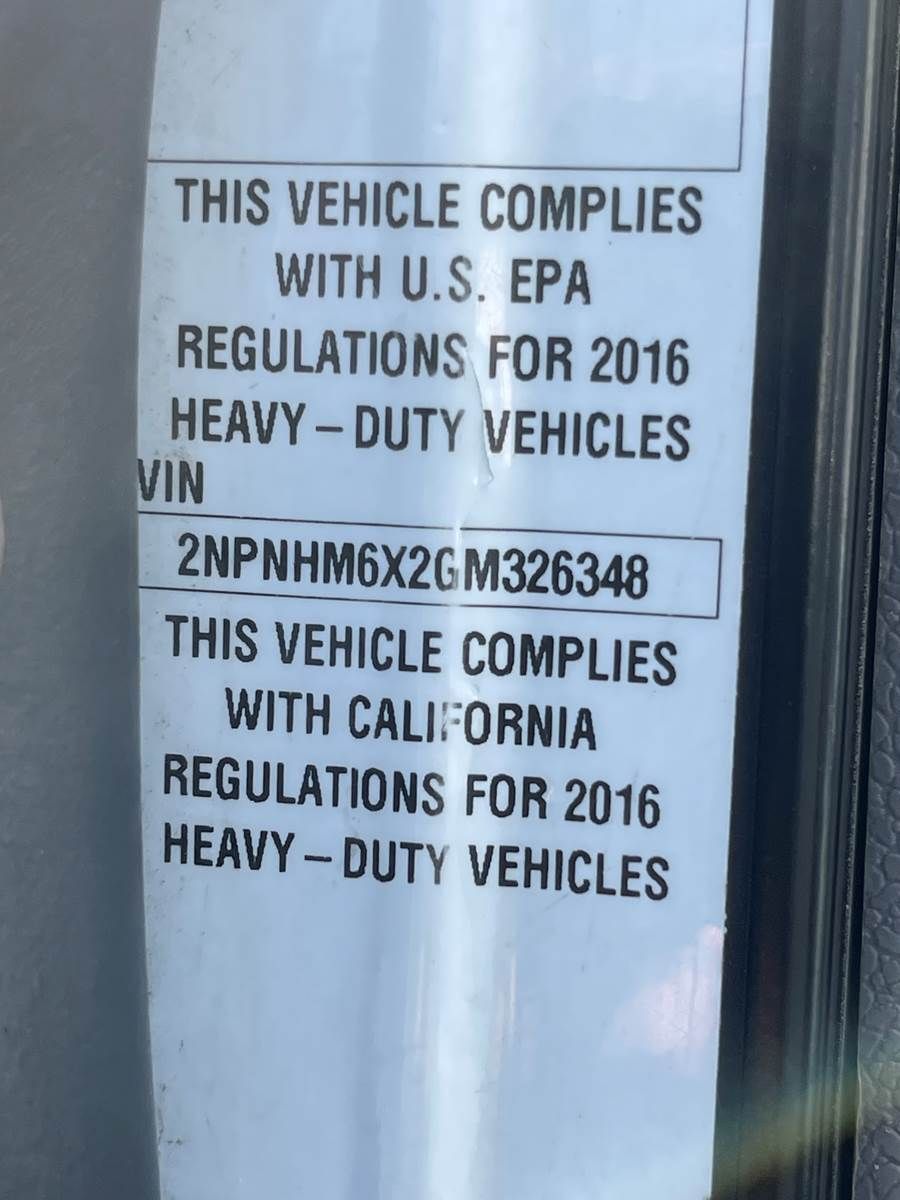 THIS VEHICLE COMPLIES
WITH U.S. EPA
REGULATIONS FOR 2016
HEAVY – DUTY VEHICLES
VIN
2NPNHM6X2GM326348
THIS VEHICLE COMPLIES
WITH CALIFORNIA
REGULATIONS FOR 2016
HEAVY – DUTY VEHICLES